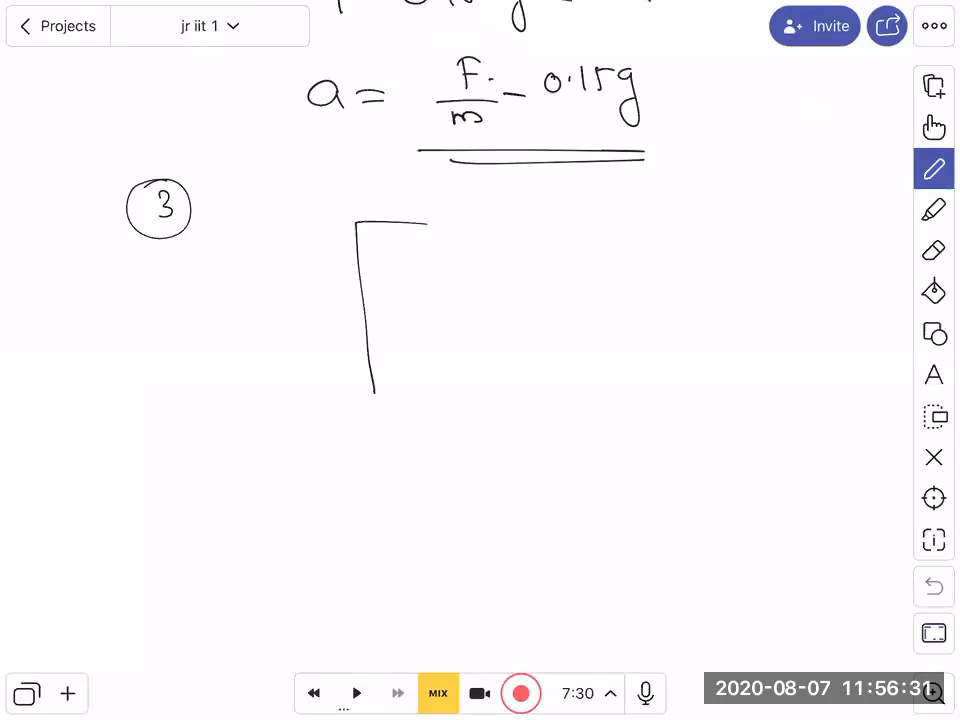 Projects
jr iit 1
Invite
a = F/m - 0.15g
3
A
MIX
7:30
2020-08-07 11:56:31